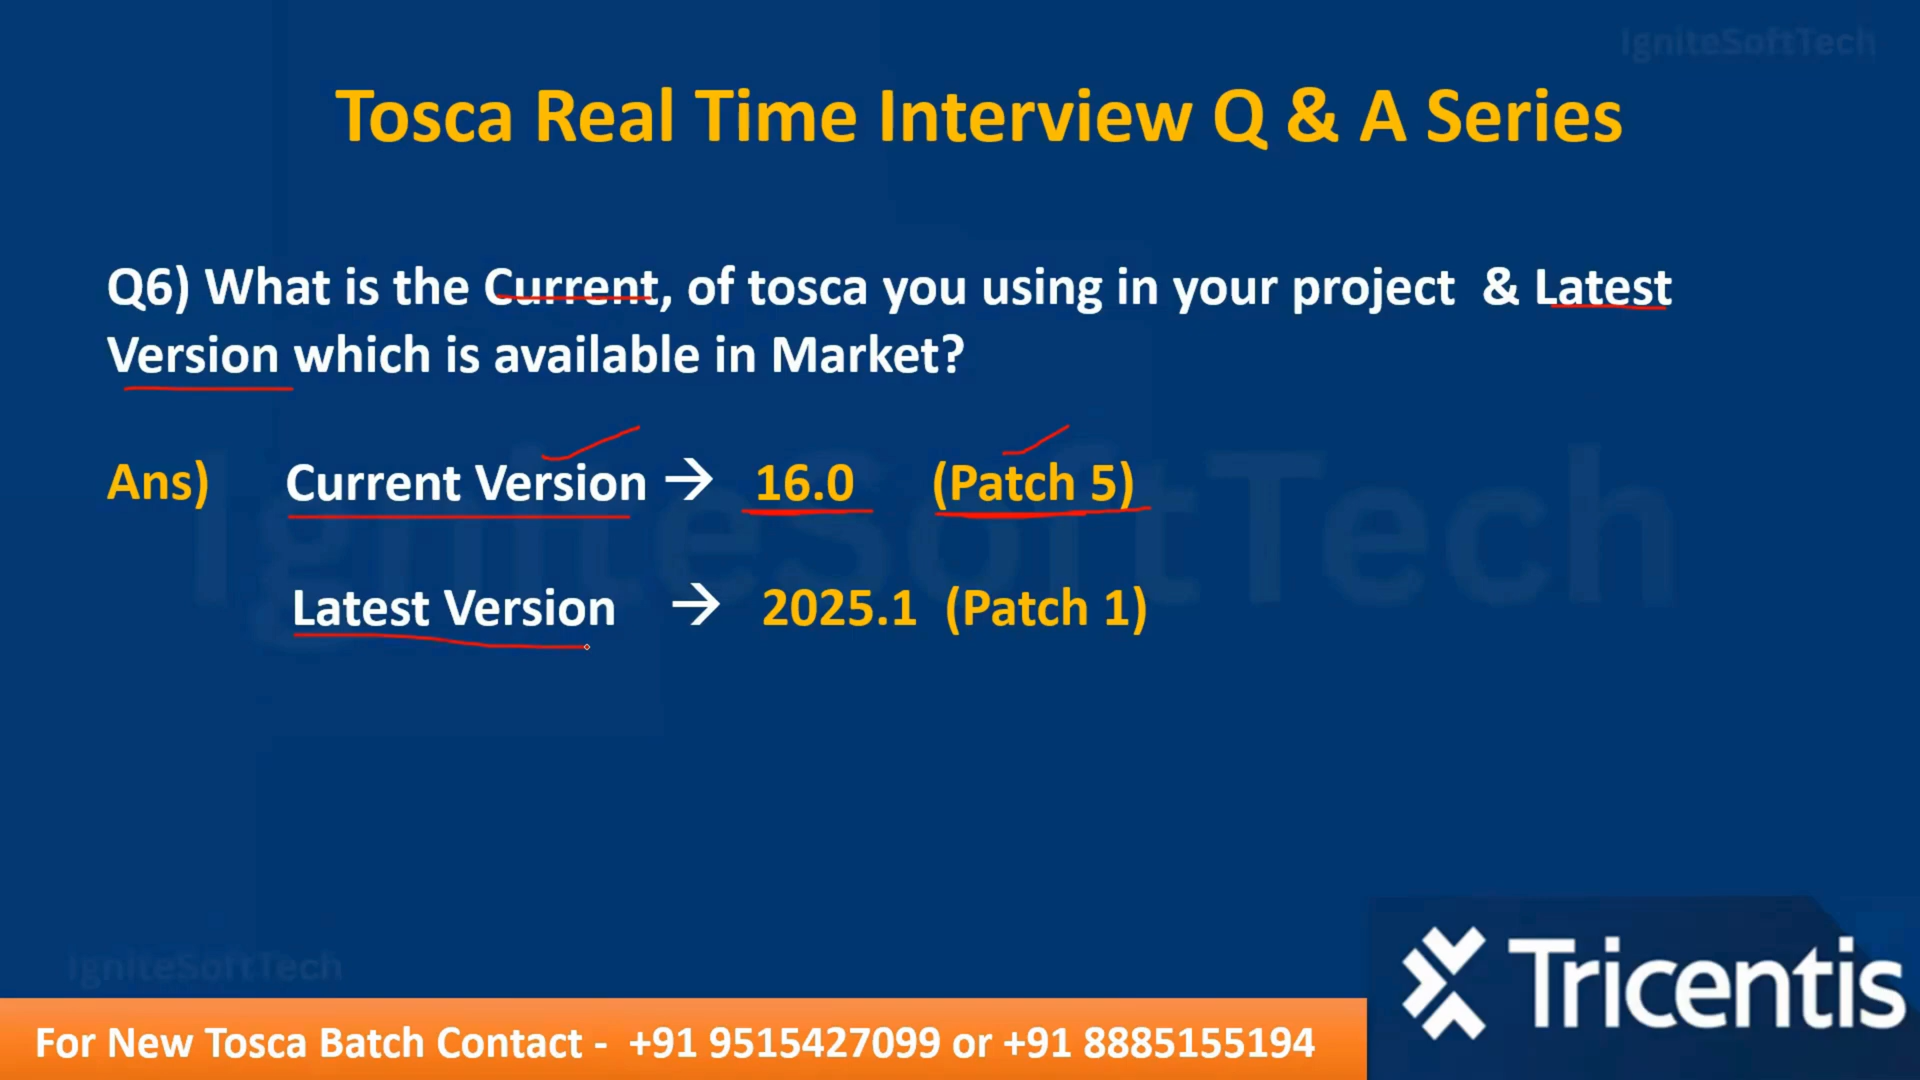 IgniteSoftTech
Tosca Real Time Interview Q & A Series
Q6) What is the Current, of tosca you using in your project & Latest
Version which is available in Market?
Ans) Current Version → 16.0 (Patch 5)
Latest Version → 2025.1 (Patch 1)
IgniteSoftTech
IgniteSoftTech
For New Tosca Batch Contact - +91 9515427099 or +91 8885155194
Tricentis